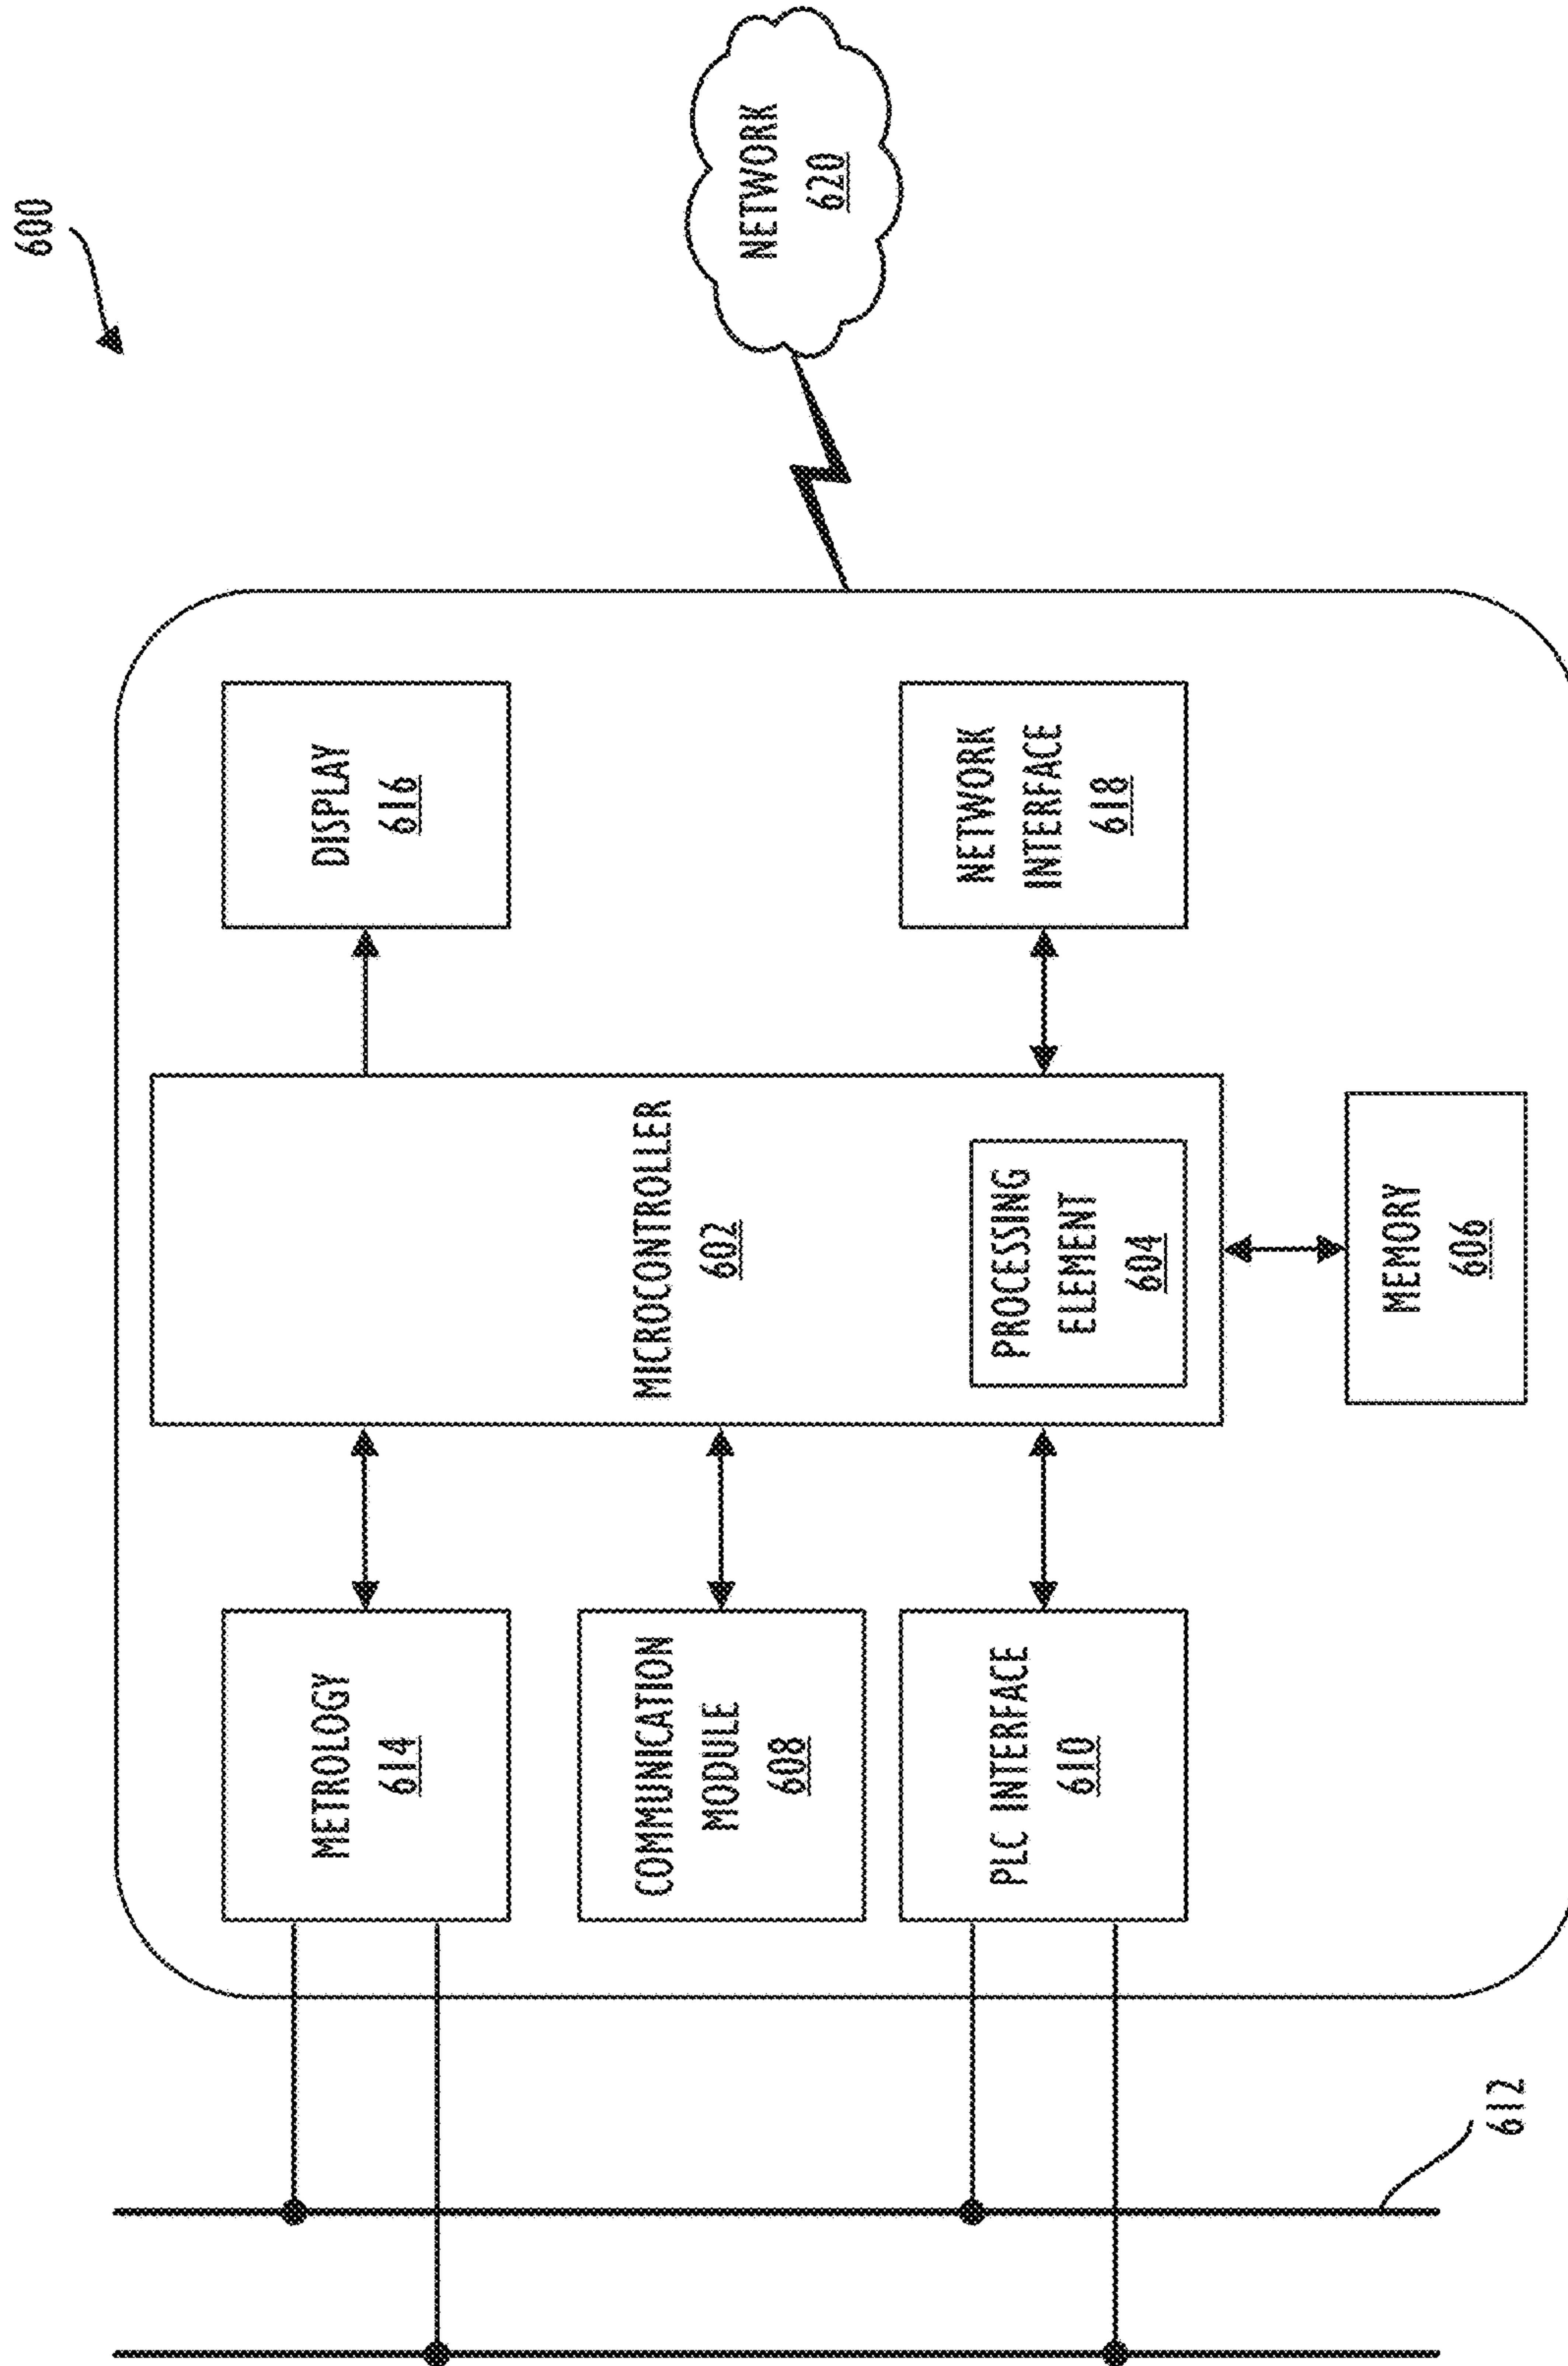 600
METROLOGY
614
COMMUNICATION
MODULE
608
PLC INTERFACE
610
MICROCONTROLLER
602
PROCESSING
ELEMENT
604
MEMORY
606
DISPLAY
616
NETWORK
INTERFACE
618
NETWORK
620
612